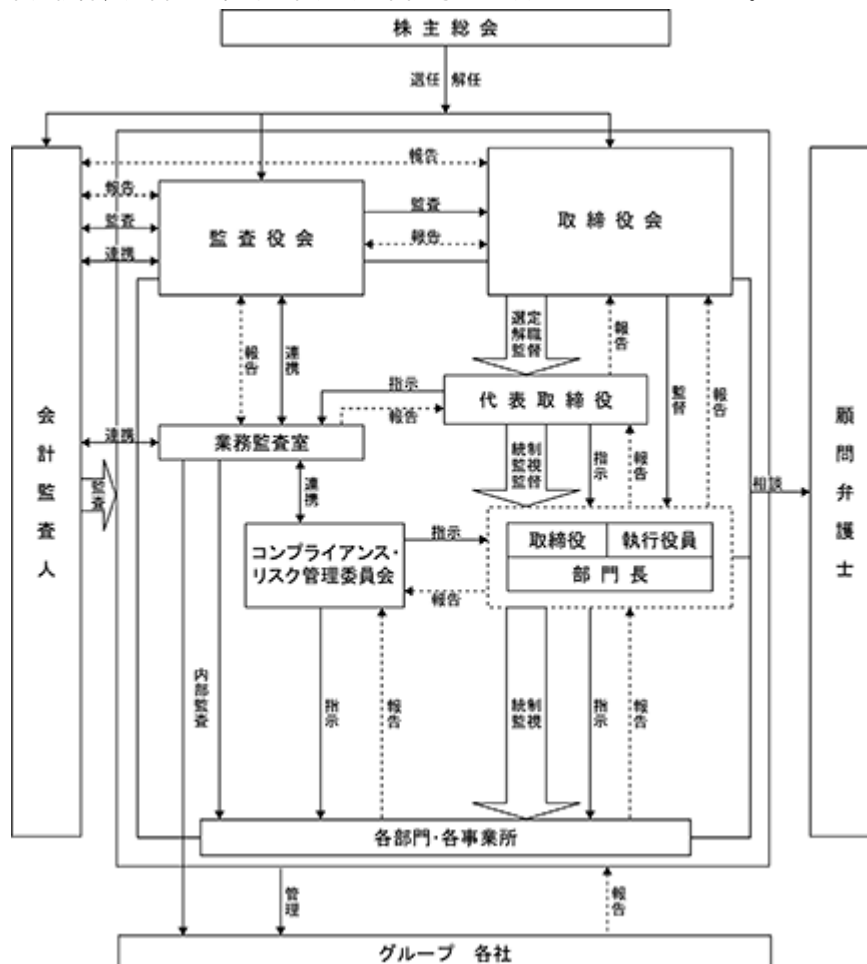 株主総会
選任 解任
報告
報告
監査
連携
監査役会
監査
報告
取締役会
報告
連携
選定
解職
監督
報告
監督
報告
指示
報告
代表取締役
会計監査人
連携
監査
業務監査室
連携
統制
監視
監督
指示
報告
相談
顧問弁護士
コンプライアンス・
リスク管理委員会
指示
報告
取締役
執行役員
部門長
内部監査
指示
報告
統制
監視
指示
報告
各部門・各事業所
管理
報告
グループ 各社